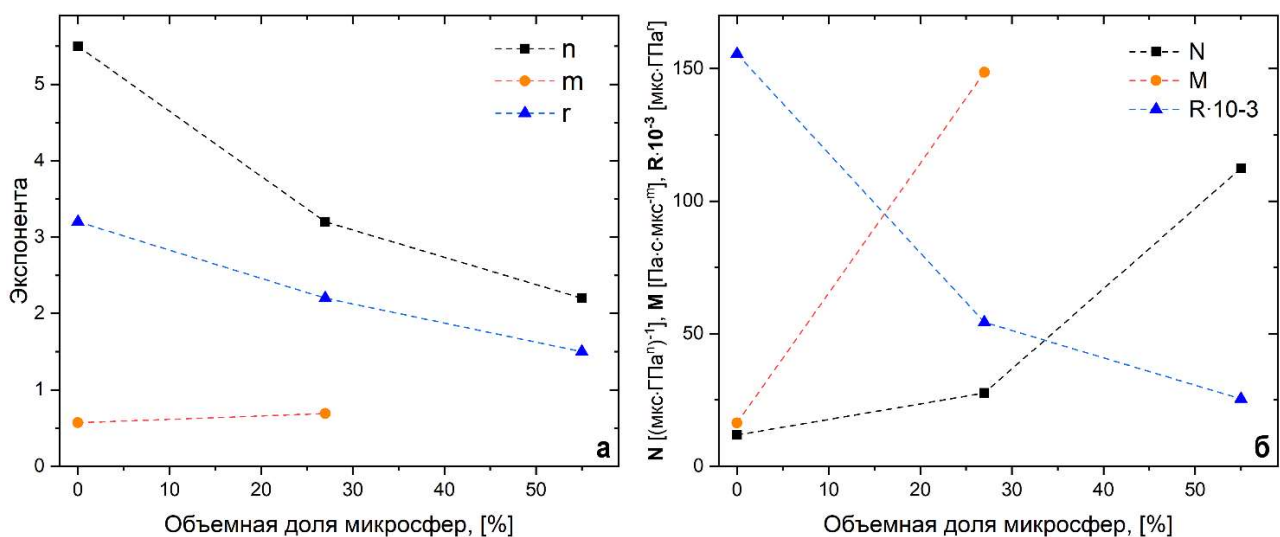 Экспонента
5
4
3
2
1
0
n
m
r
а
0 10 20 30 40 50
Объемная доля микросфер, [%]
N [(мкс·ГПаⁿ)⁻¹], M [Па·с·мкс⁻ᵐ], R·10⁻³ [мкс·ГПаʳ]
150
100
50
0
N
M
R·10-3
б
0 10 20 30 40 50
Объемная доля микросфер, [%]